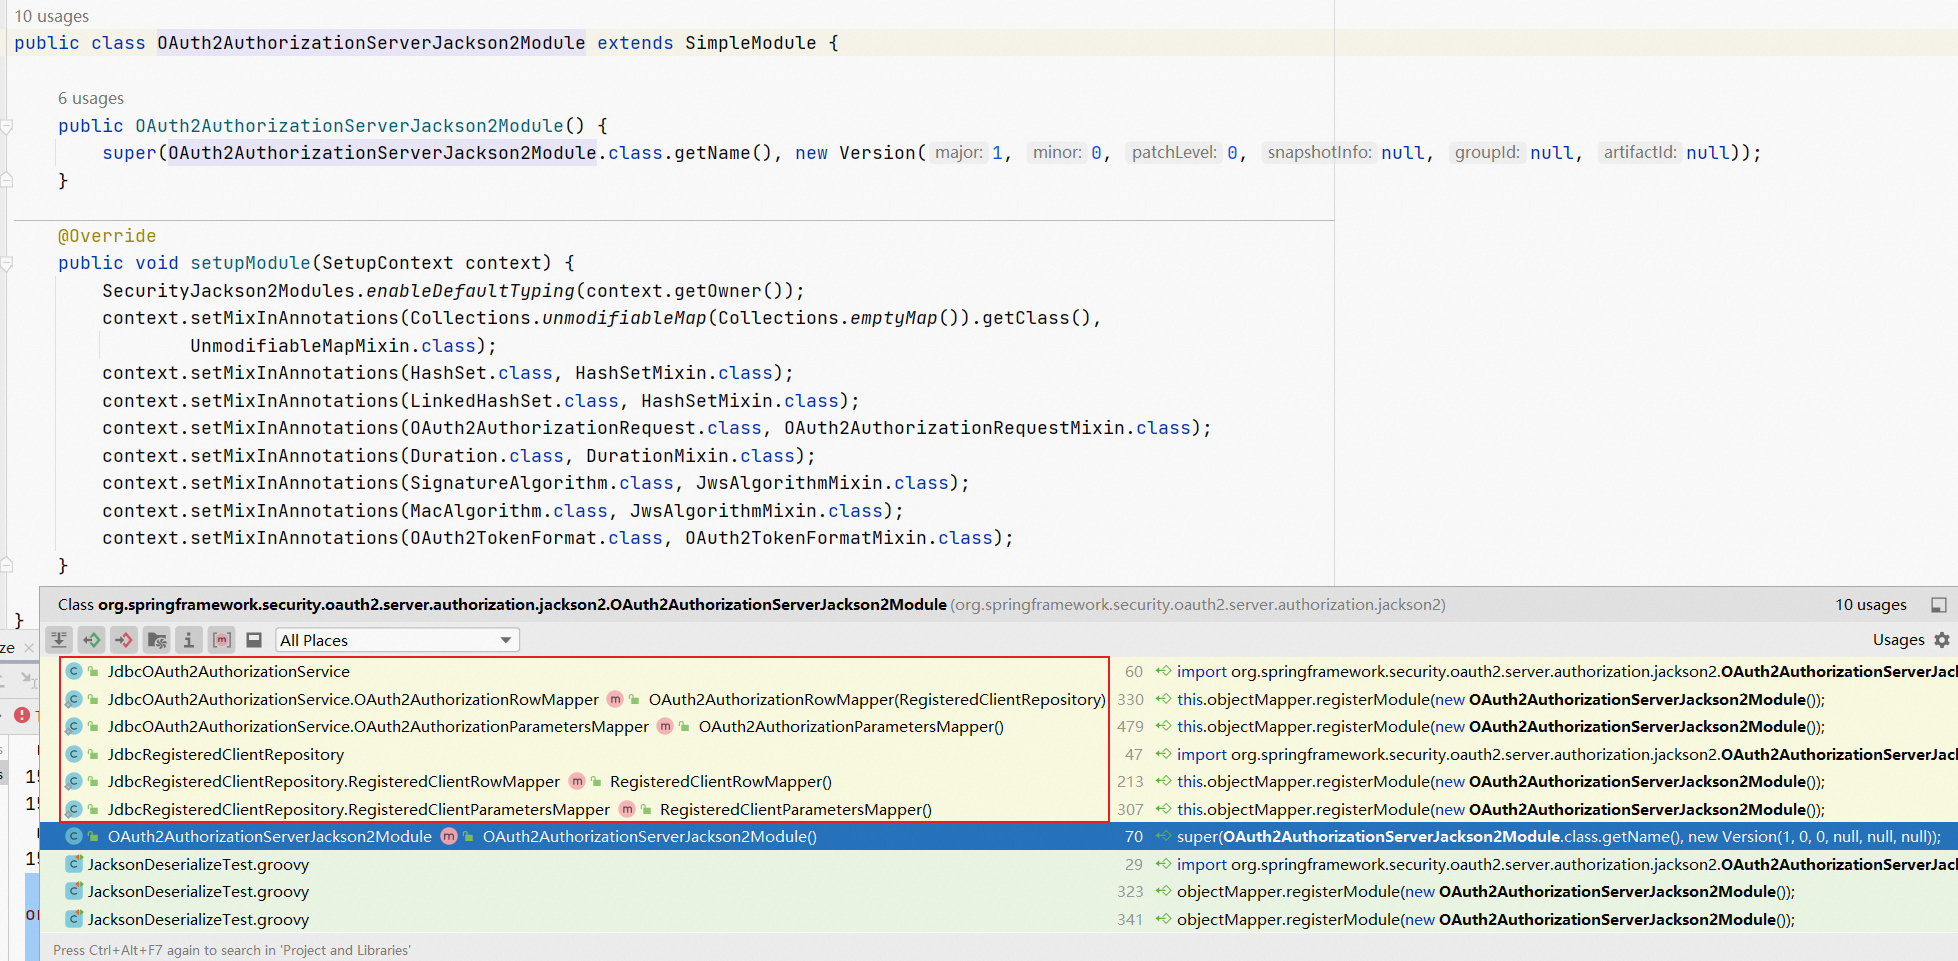 10 usages
public class OAuth2AuthorizationServerJackson2Module extends SimpleModule {
6 usages
public OAuth2AuthorizationServerJackson2Module() {
super(OAuth2AuthorizationServerJackson2Module.class.getName(), new Version( major: 1, minor: 0, patchLevel: 0, snapshotInfo: null, groupId: null, artifactId: null));
}
@Override
public void setupModule(SetupContext context) {
SecurityJackson2Modules.enableDefaultTyping(context.getOwner());
context.setMixInAnnotations(Collections.unmodifiableMap(Collections.emptyMap()).getClass(),
UnmodifiableMapMixin.class);
context.setMixInAnnotations(HashSet.class, HashSetMixin.class);
context.setMixInAnnotations(LinkedHashSet.class, HashSetMixin.class);
context.setMixInAnnotations(OAuth2AuthorizationRequest.class, OAuth2AuthorizationRequestMixin.class);
context.setMixInAnnotations(Duration.class, DurationMixin.class);
context.setMixInAnnotations(SignatureAlgorithm.class, JwsAlgorithmMixin.class);
context.setMixInAnnotations(MacAlgorithm.class, JwsAlgorithmMixin.class);
context.setMixInAnnotations(OAuth2TokenFormat.class, OAuth2TokenFormatMixin.class);
}
}
Class org.springframework.security.oauth2.server.authorization.jackson2.OAuth2AuthorizationServerJackson2Module (org.springframework.security.oauth2.server.authorization.jackson2) 10 usages
All Places Usages
JdbcOAuth2AuthorizationService 60 import org.springframework.security.oauth2.server.authorization.jackson2.OAuth2AuthorizationServerJac
JdbcOAuth2AuthorizationService.OAuth2AuthorizationRowMapper m OAuth2AuthorizationRowMapper(RegisteredClientRepository) 330 this.objectMapper.registerModule(new OAuth2AuthorizationServerJackson2Module());
JdbcOAuth2AuthorizationService.OAuth2AuthorizationParametersMapper m OAuth2AuthorizationParametersMapper() 479 this.objectMapper.registerModule(new OAuth2AuthorizationServerJackson2Module());
JdbcRegisteredClientRepository 47 import org.springframework.security.oauth2.server.authorization.jackson2.OAuth2AuthorizationServerJac
JdbcRegisteredClientRepository.RegisteredClientRowMapper m RegisteredClientRowMapper() 213 this.objectMapper.registerModule(new OAuth2AuthorizationServerJackson2Module());
JdbcRegisteredClientRepository.RegisteredClientParametersMapper m RegisteredClientParametersMapper() 307 this.objectMapper.registerModule(new OAuth2AuthorizationServerJackson2Module());
OAuth2AuthorizationServerJackson2Module m OAuth2AuthorizationServerJackson2Module() 70 super(OAuth2AuthorizationServerJackson2Module.class.getName(), new Version(1, 0, 0, null, null, null));
JacksonDeserializeTest.groovy 29 import org.springframework.security.oauth2.server.authorization.jackson2.OAuth2AuthorizationServerJac
JacksonDeserializeTest.groovy 323 objectMapper.registerModule(new OAuth2AuthorizationServerJackson2Module());
JacksonDeserializeTest.groovy 341 objectMapper.registerModule(new OAuth2AuthorizationServerJackson2Module());
Press Ctrl+Alt+F7 again to search in 'Project and Libraries'